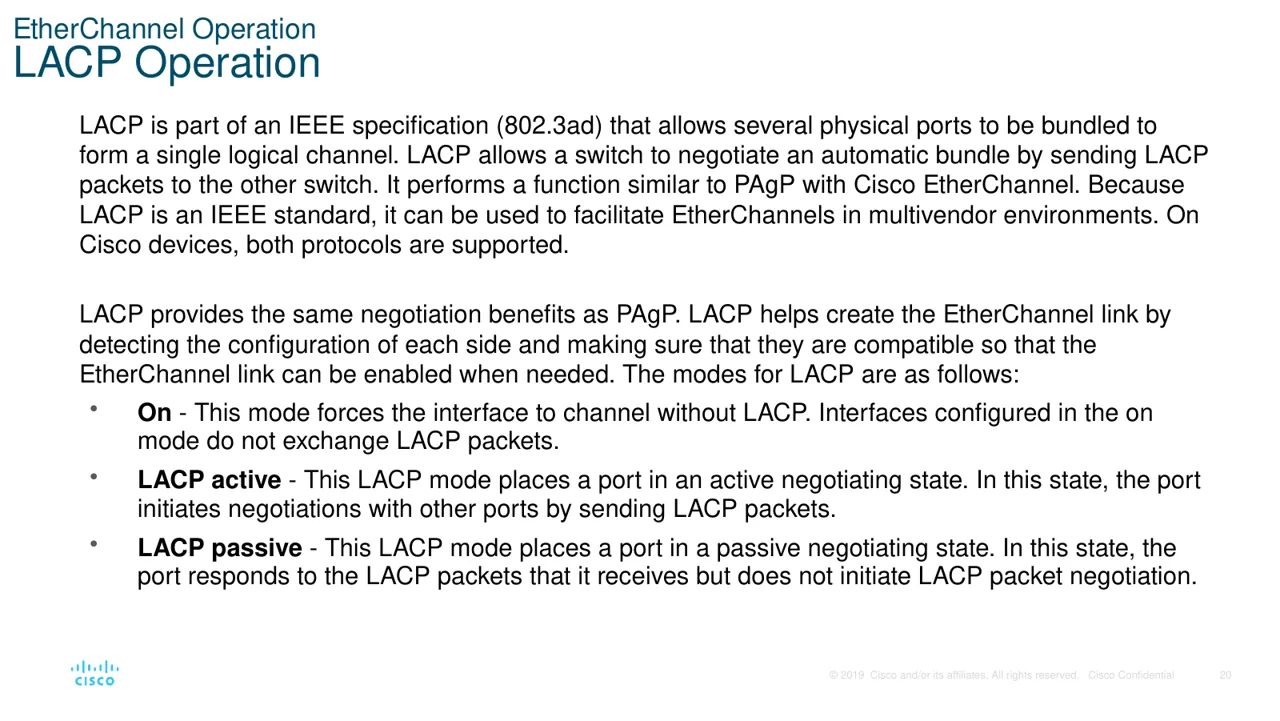 EtherChannel Operation
LACP Operation
LACP is part of an IEEE specification (802.3ad) that allows several physical ports to be bundled to
form a single logical channel. LACP allows a switch to negotiate an automatic bundle by sending LACP
packets to the other switch. It performs a function similar to PAgP with Cisco EtherChannel. Because
LACP is an IEEE standard, it can be used to facilitate EtherChannels in multivendor environments. On
Cisco devices, both protocols are supported.
LACP provides the same negotiation benefits as PAgP. LACP helps create the EtherChannel link by
detecting the configuration of each side and making sure that they are compatible so that the
EtherChannel link can be enabled when needed. The modes for LACP are as follows:
• On - This mode forces the interface to channel without LACP. Interfaces configured in the on
mode do not exchange LACP packets.
• LACP active - This LACP mode places a port in an active negotiating state. In this state, the port
initiates negotiations with other ports by sending LACP packets.
• LACP passive - This LACP mode places a port in a passive negotiating state. In this state, the
port responds to the LACP packets that it receives but does not initiate LACP packet negotiation.
CISCO
© 2019 Cisco and/or its affiliates. All rights reserved. Cisco Confidential 20